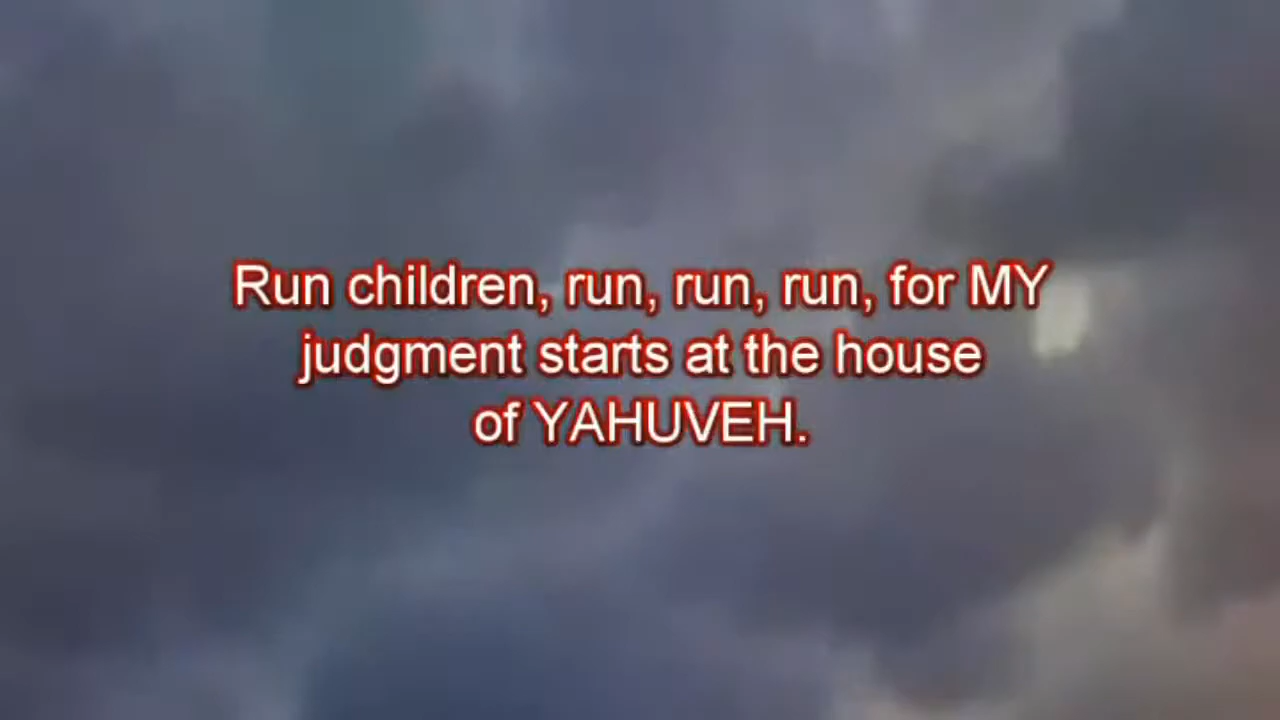 Run children, run, run, run, for MY
judgment starts at the house
of YAHUVEH.